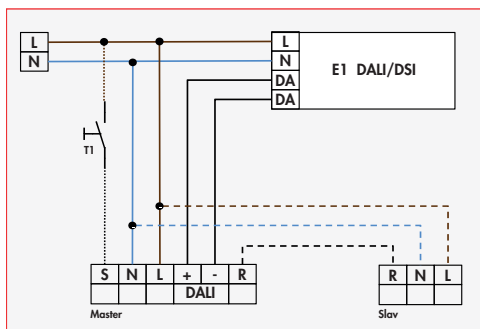 L
N
L
N
DA
DA
E1 DALI/DSI
T1
S N L + - R
DALI
Master
R N L
Slav